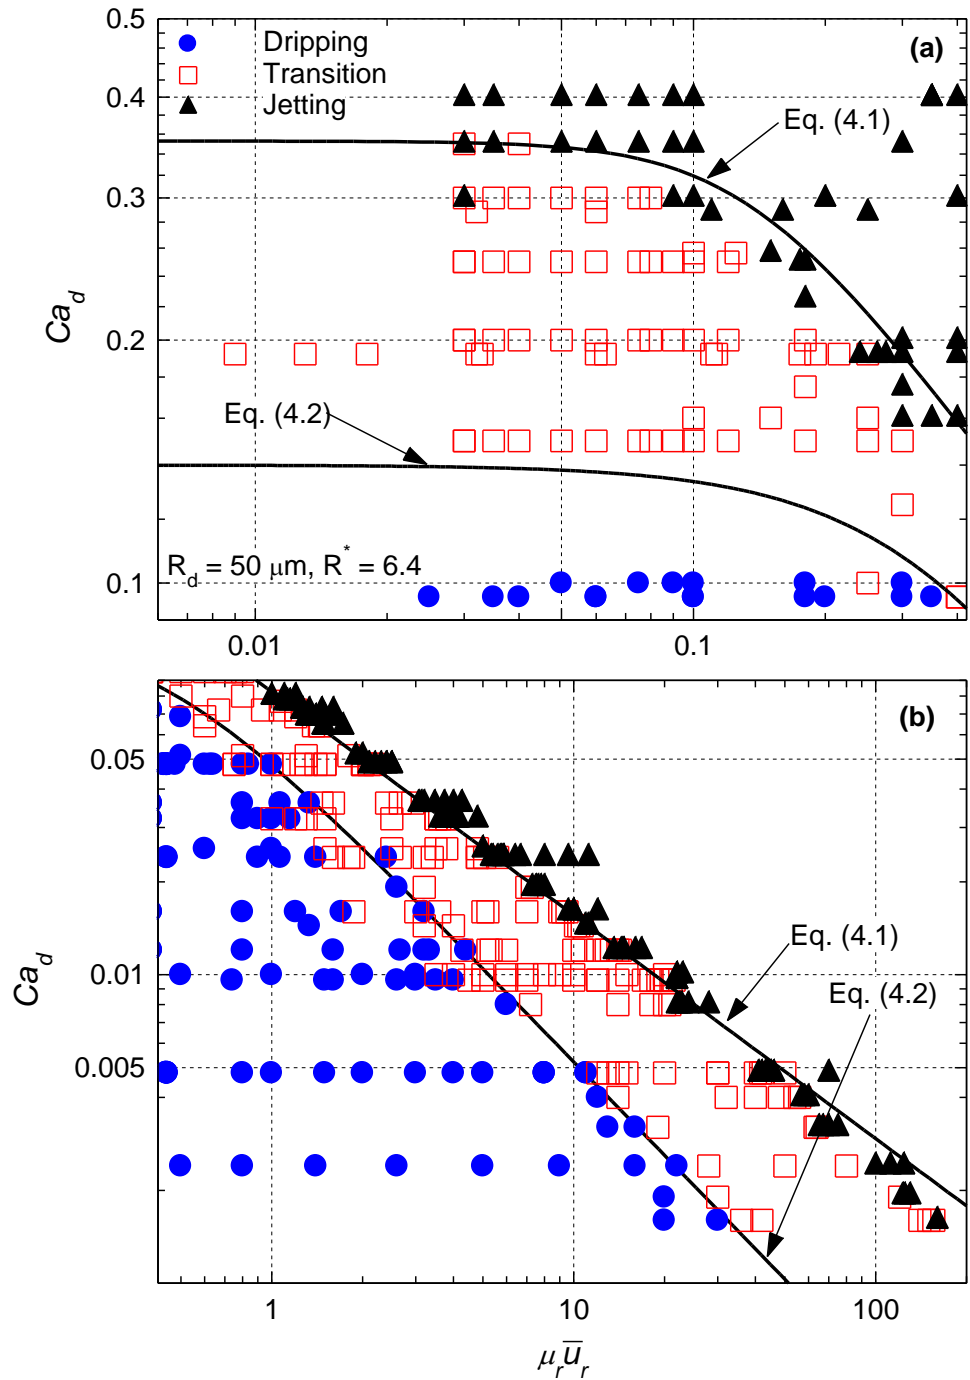 0.5
(a)
Dripping
Transition
Jetting
0.4
Eq. (4.1)
0.3
Ca_d
0.2
Eq. (4.2)
R_d = 50 μm, R^* = 6.4
0.1
0.01
0.1
(b)
0.05
Eq. (4.1)
0.01
Eq. (4.2)
Ca_d
0.005
1
10
100
μ_r u̅_r